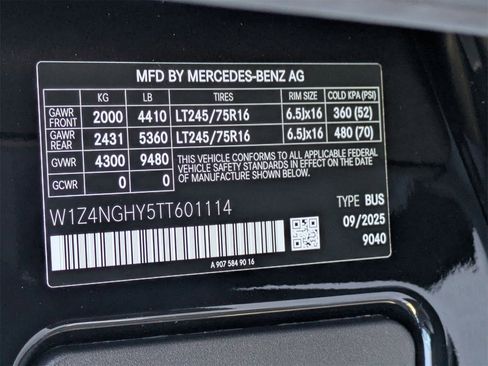 MFD BY MERCEDES-BENZ AG
KG LB TIRES RIM SIZE COLD KPA (PSI)
GAWR FRONT 2000 4410 LT245/75R16 6.5Jx16 360 (52)
GAWR REAR 2431 5360 LT245/75R16 6.5Jx16 480 (70)
GVWR 4300 9480 THIS VEHICLE CONFORMS TO ALL APPLICABLE FEDERAL
VEHICLE SAFETY STANDARDS IN EFFECT ON THE DATE
GCWR 0 0 OF MANUFACTURE SHOWN ABOVE.
W1Z4NGHY5TT601114
TYPE BUS
09/2025
9040
A 907 584 90 16